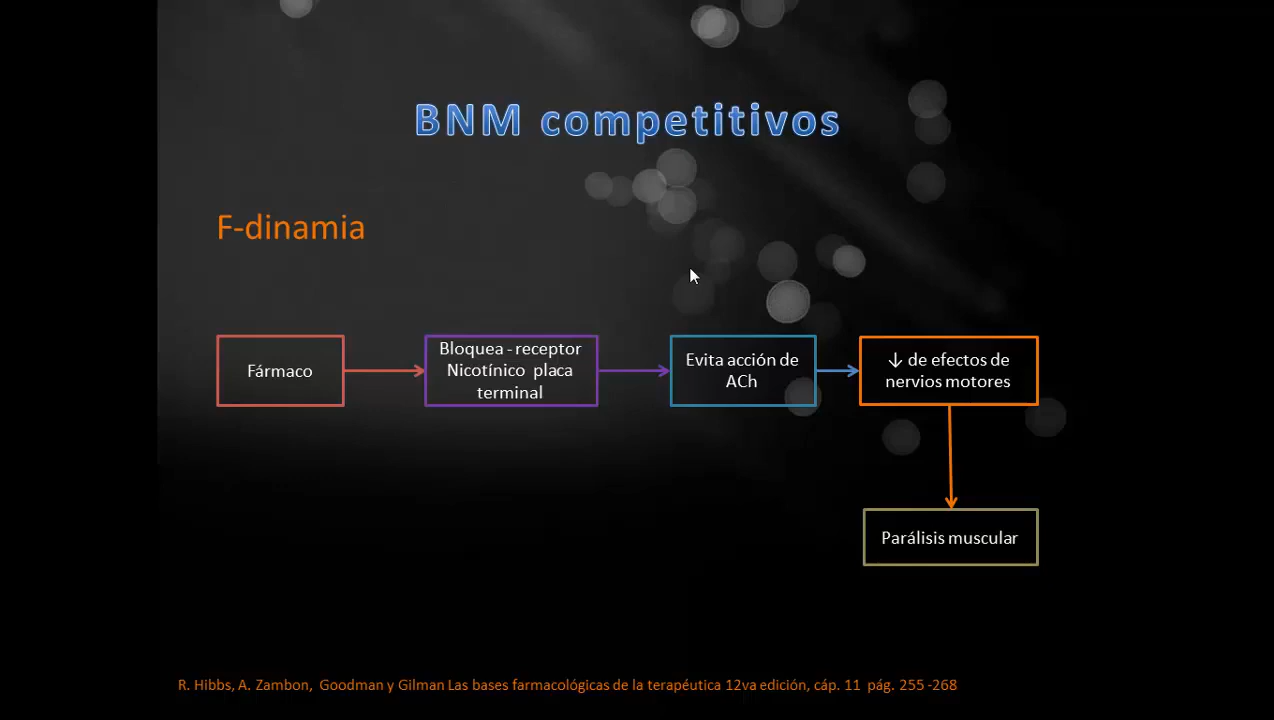 BNM competitivos
F-dinamia
Fármaco
Bloquea - receptor
Nicotínico placa
terminal
Evita acción de
ACh
↓ de efectos de
nervios motores
Parálisis muscular
R. Hibbs, A. Zambon, Goodman y Gilman Las bases farmacológicas de la terapéutica 12va edición, cáp. 11 pág. 255 -268